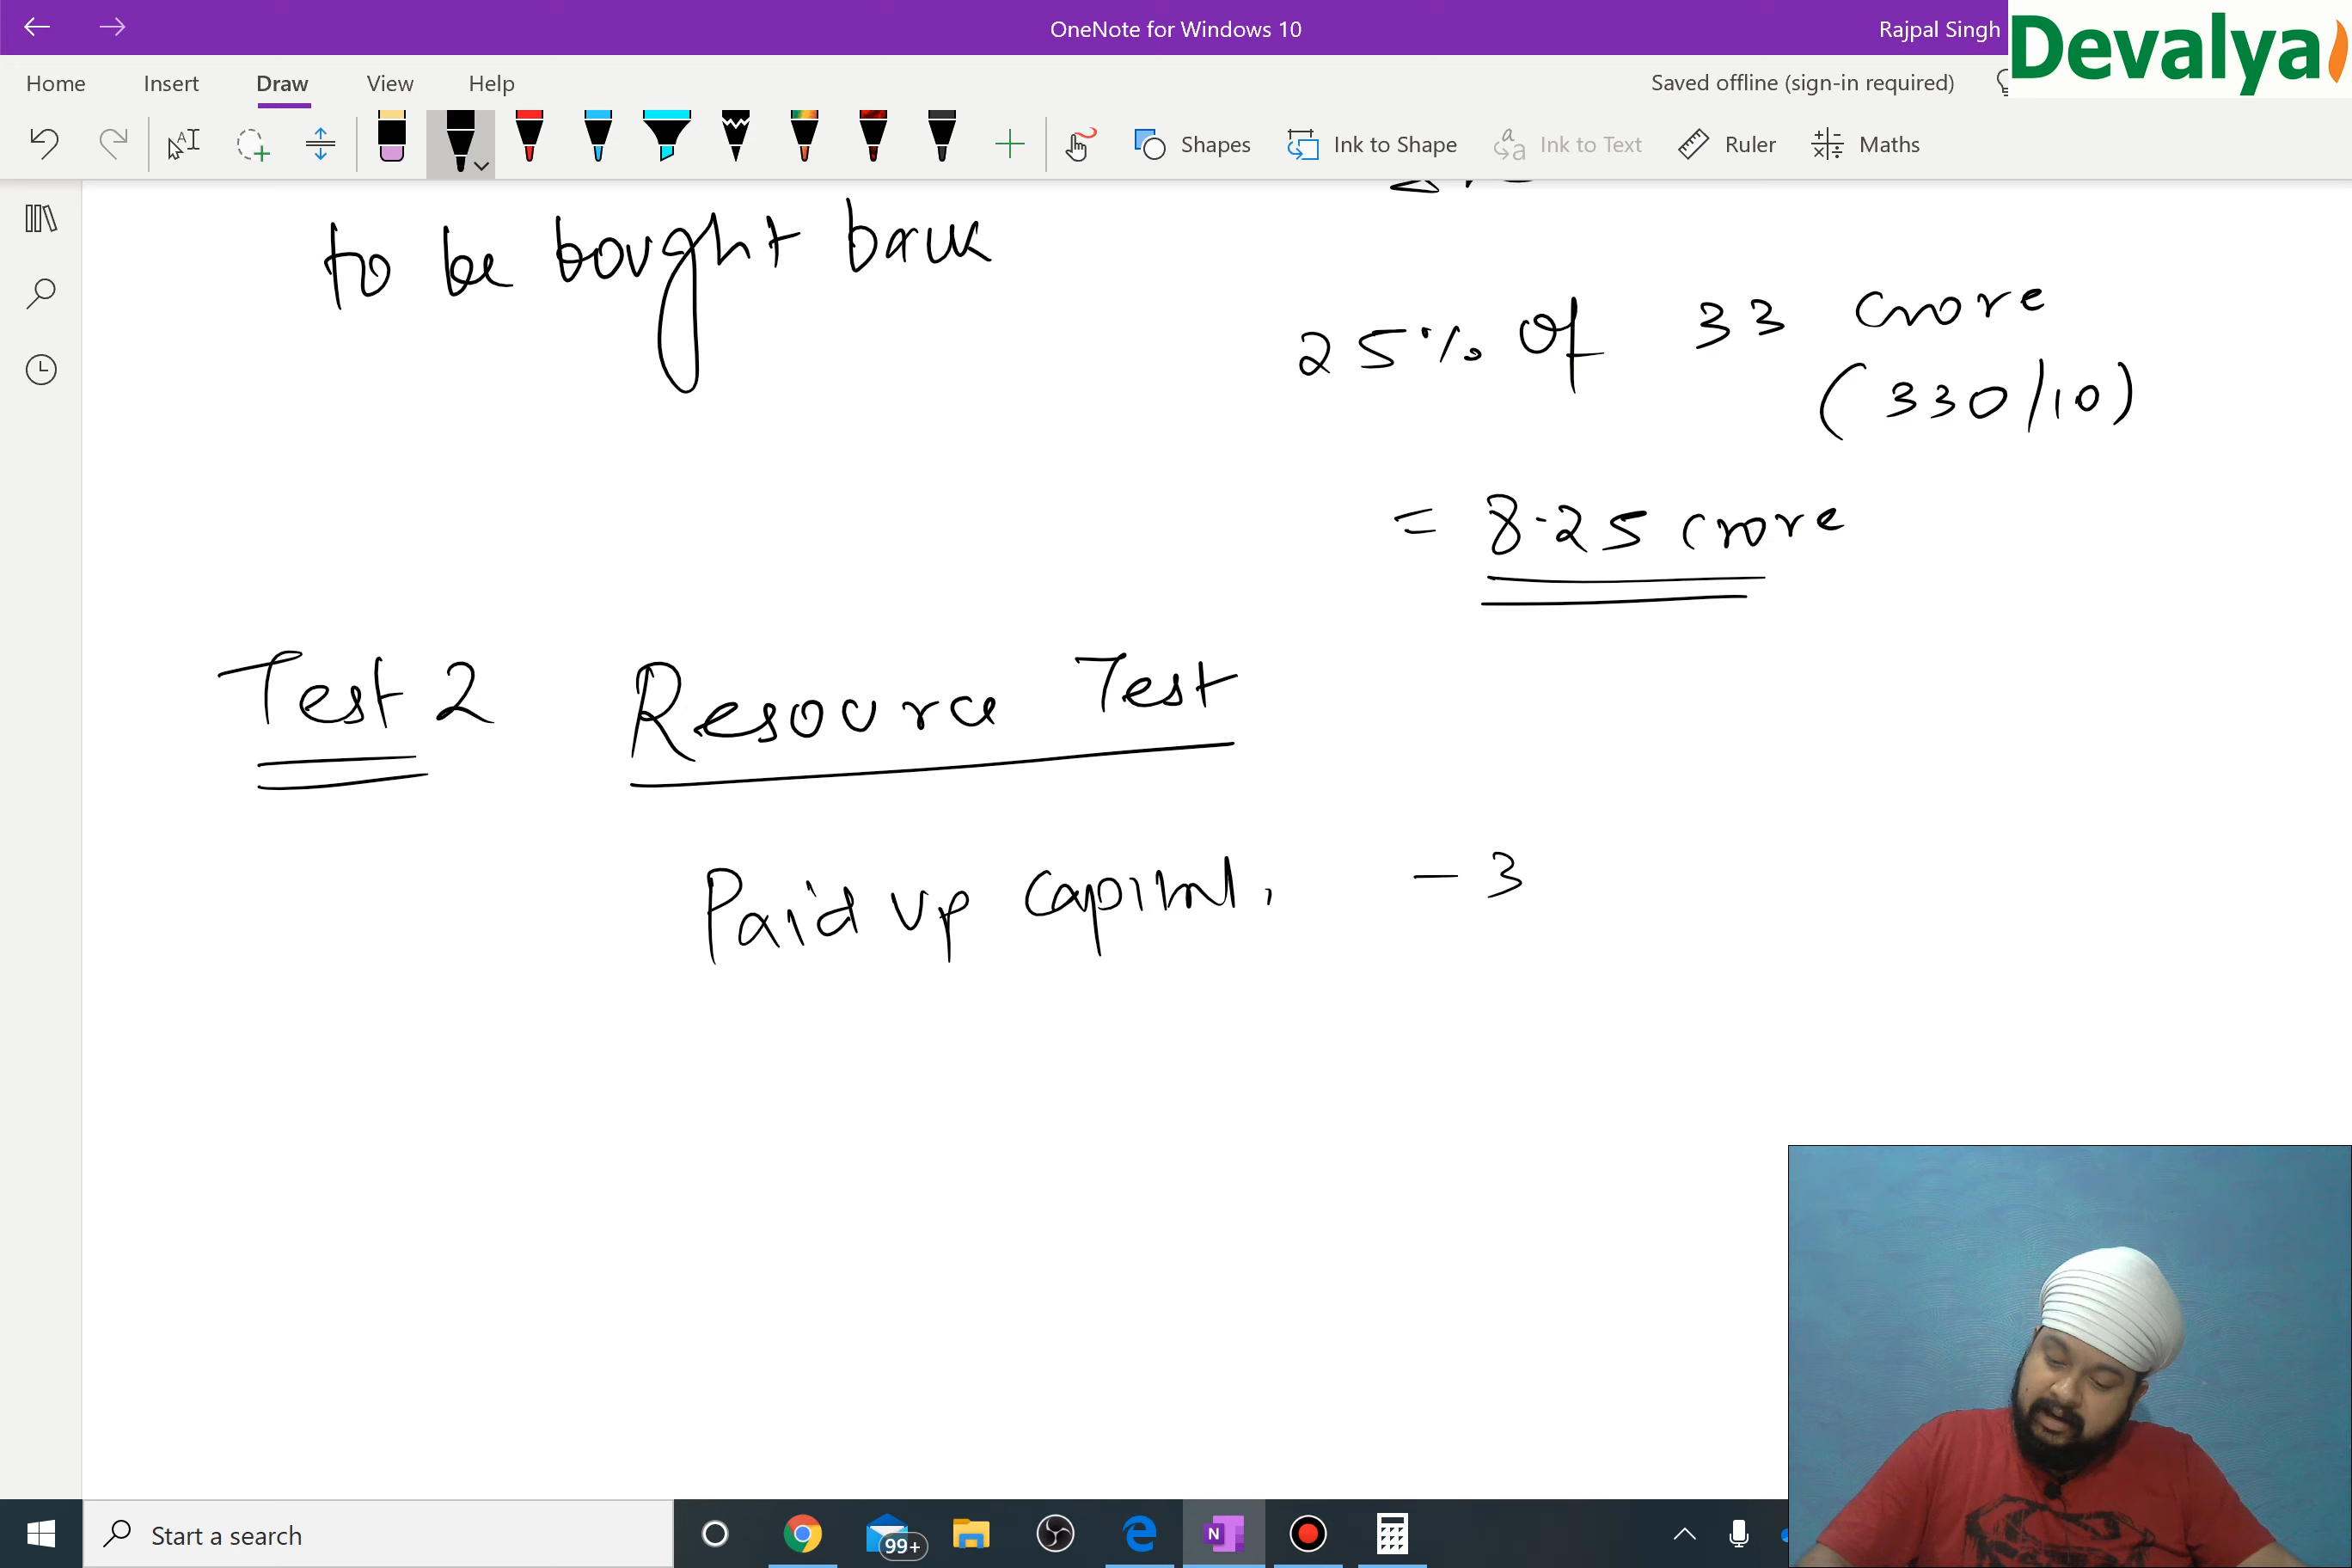 OneNote for Windows 10
Rajpal Singh
Devalya
Home Insert Draw View Help
Saved offline (sign-in required)
Shapes Ink to Shape Ink to Text Ruler Maths
to be bought back
25% of 33 crore
(330/10)
= 8.25 crore
Test 2 Resource Test
Paid up capital. - 3
Start a search
99+
N